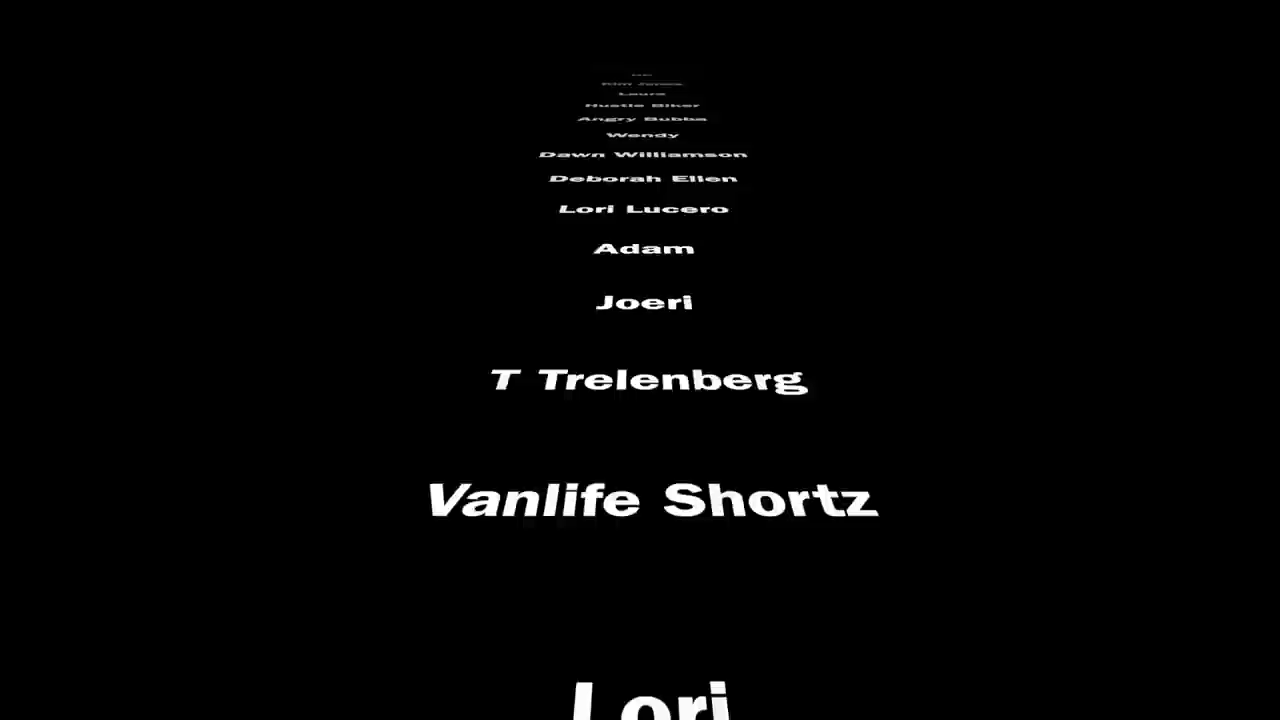 Laura
Hustle Biker
Angry Bubba
Wendy
Dawn Williamson
Deborah Ellen
Lori Lucero
Adam
Joeri
T Trelenberg
Vanlife Shortz
Lori